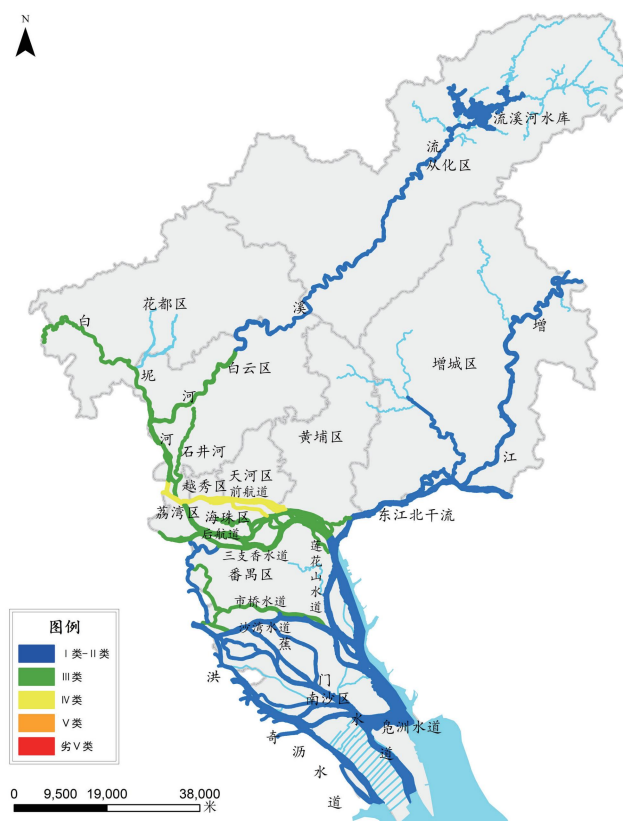 N
流溪河水库
流
从化区
花都区
溪
白
增
坭
白云区
增城区
河
河
石井河
黄埔区
江
天河区
越秀区
前航道
荔湾区
海珠区
东江北干流
后航道
三支香水道
莲花山水道
番禺区
市桥水道
沙湾水道
蕉
洪
门
南沙区
水
凫洲水道
奇
道
沥
水
道
图例
Ⅰ类-Ⅱ类
Ⅲ类
Ⅳ类
Ⅴ类
劣Ⅴ类
0 9,500 19,000 38,000
米